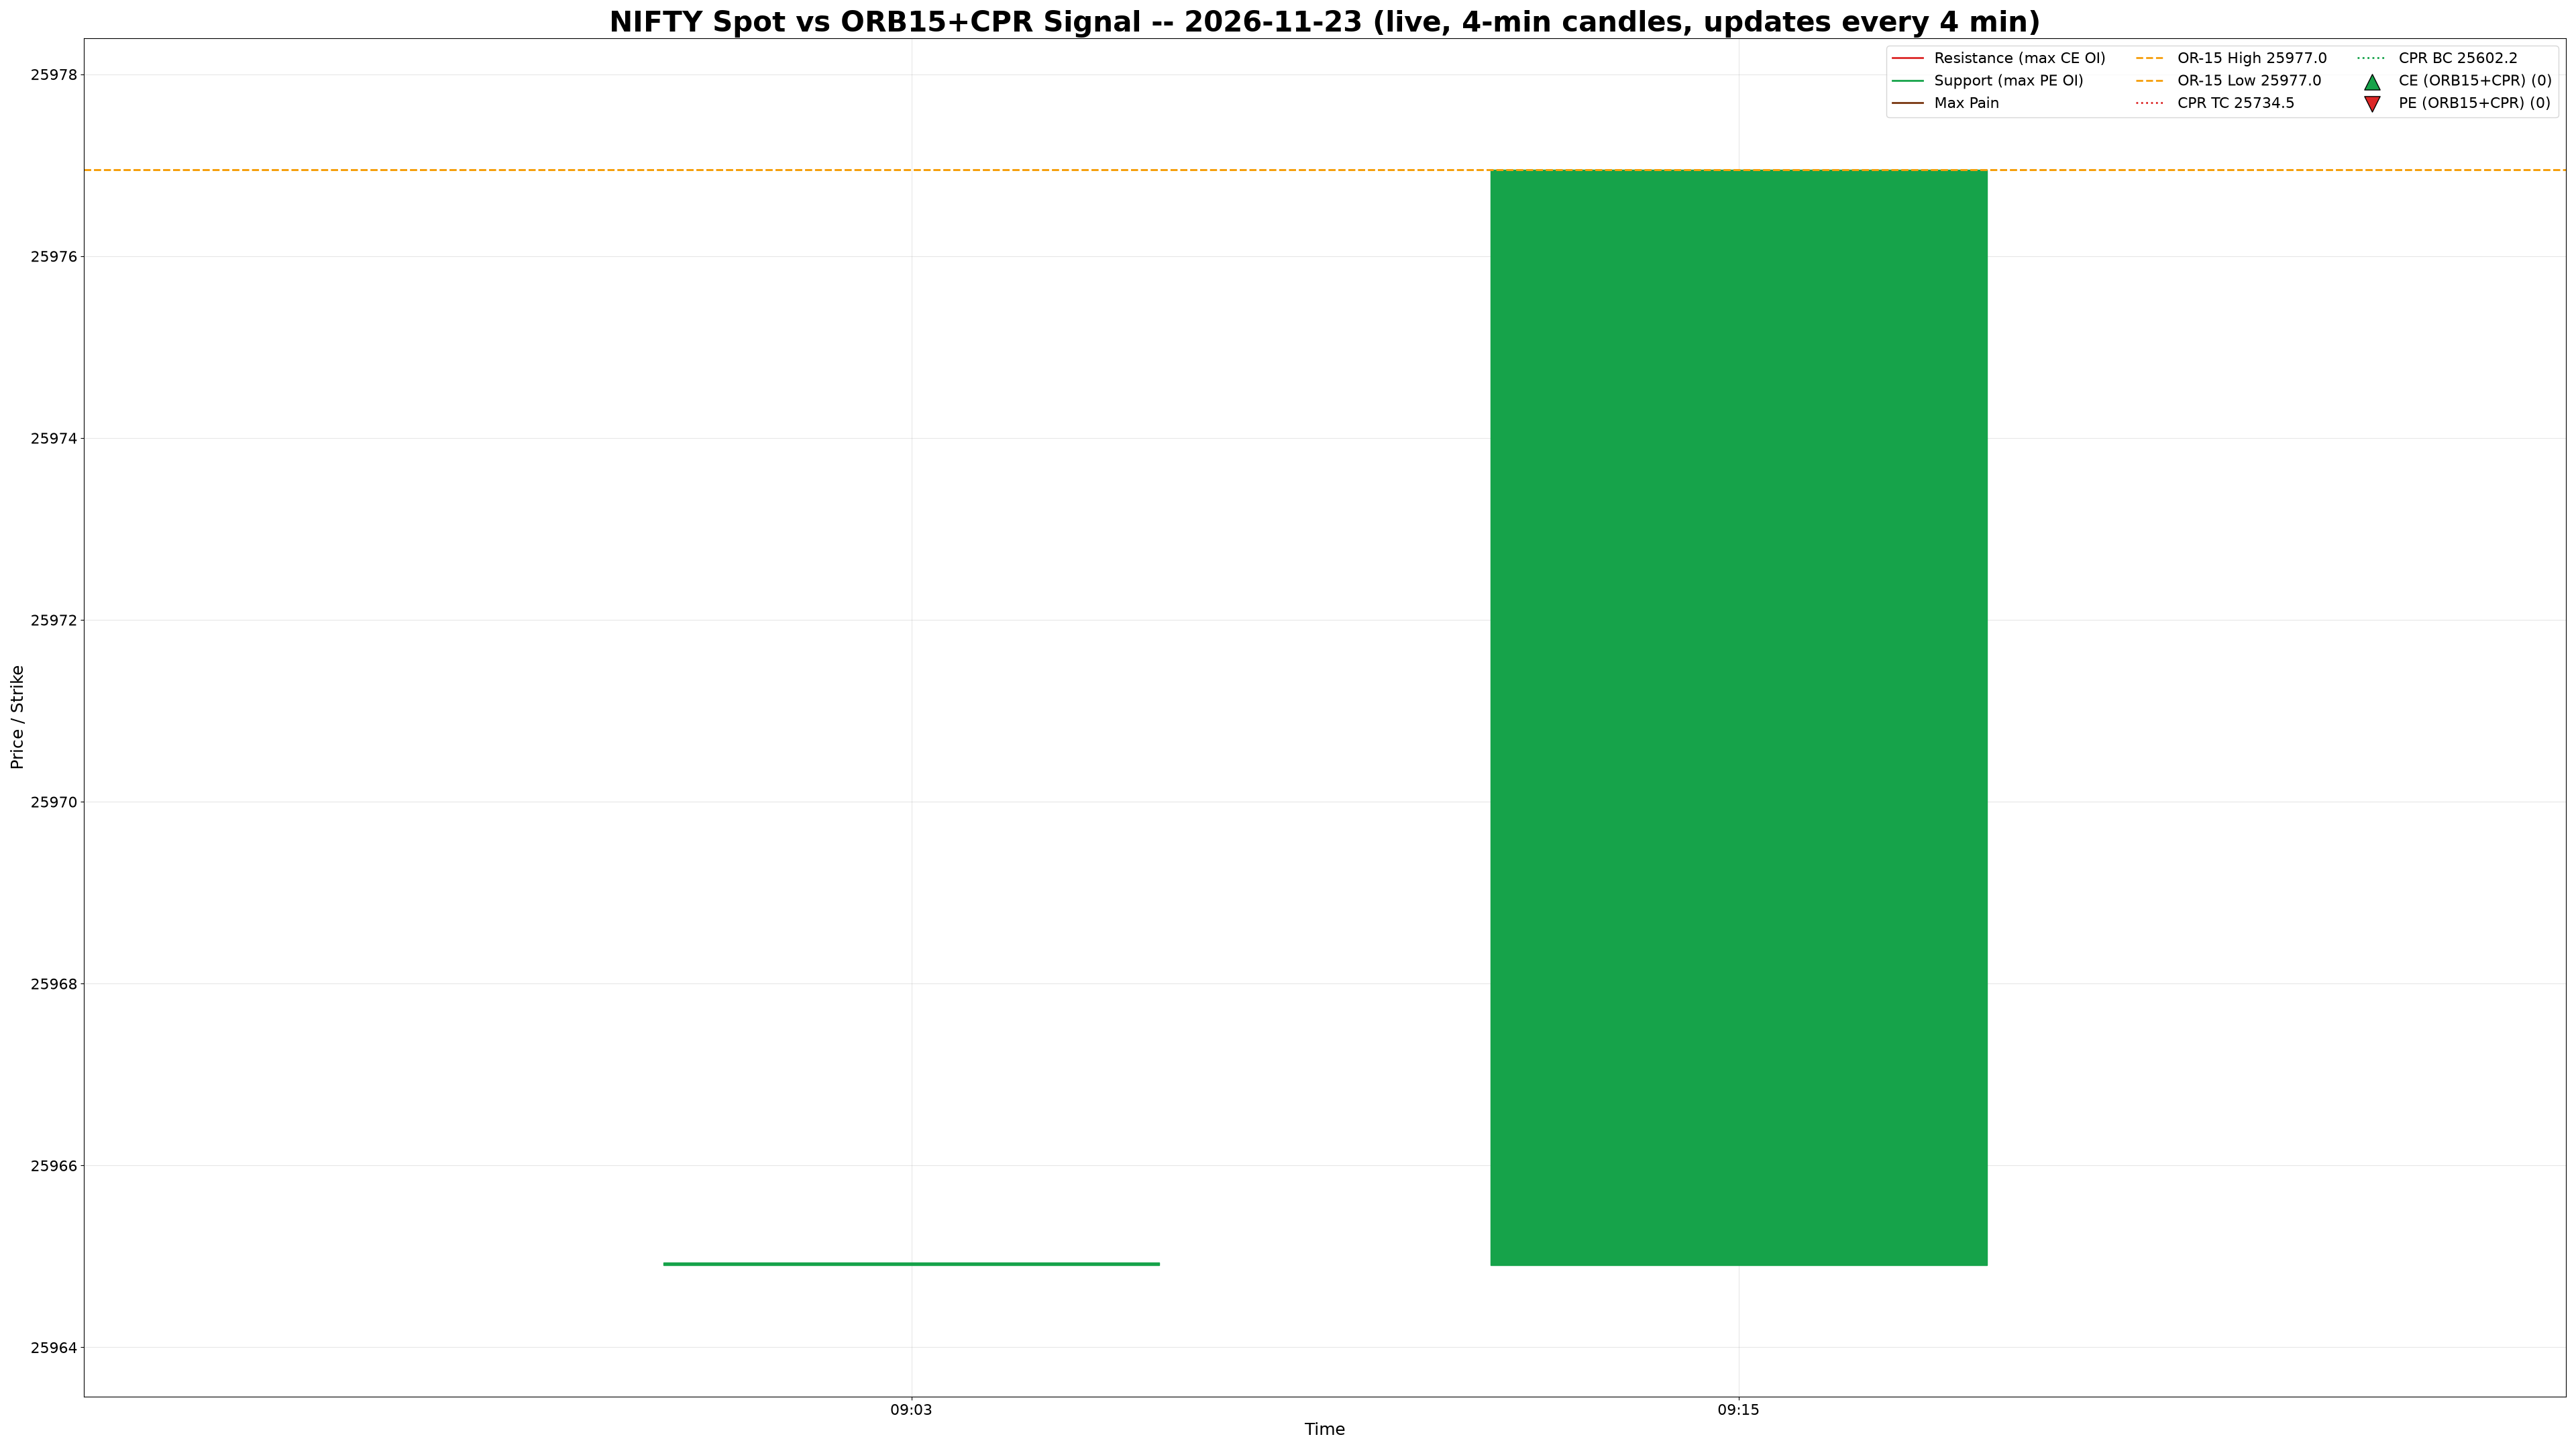 NIFTY Spot vs ORB15+CPR Signal -- 2026-11-23 (live, 4-min candles, updates every 4 min)
Resistance (max CE OI)
Support (max PE OI)
Max Pain
OR-15 High 25977.0
OR-15 Low 25977.0
CPR TC 25734.5
CPR BC 25602.2
CE (ORB15+CPR) (0)
PE (ORB15+CPR) (0)
Price / Strike
25978
25976
25974
25972
25970
25968
25966
25964
09:03
09:15
Time